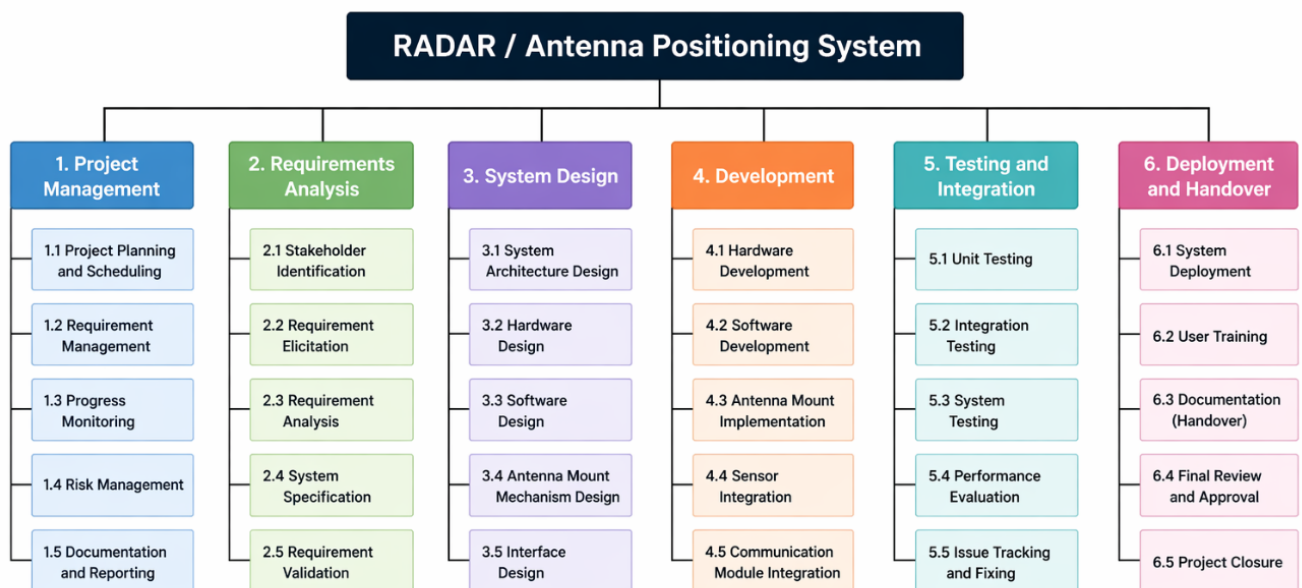 RADAR / Antenna Positioning System
1. Project
Management
1.1 Project Planning
and Scheduling
1.2 Requirement
Management
1.3 Progress
Monitoring
1.4 Risk Management
1.5 Documentation
and Reporting
2. Requirements
Analysis
2.1 Stakeholder
Identification
2.2 Requirement
Elicitation
2.3 Requirement
Analysis
2.4 System
Specification
2.5 Requirement
Validation
3. System Design
3.1 System
Architecture Design
3.2 Hardware
Design
3.3 Software
Design
3.4 Antenna Mount
Mechanism Design
3.5 Interface
Design
4. Development
4.1 Hardware
Development
4.2 Software
Development
4.3 Antenna Mount
Implementation
4.4 Sensor
Integration
4.5 Communication
Module Integration
5. Testing and
Integration
5.1 Unit Testing
5.2 Integration
Testing
5.3 System
Testing
5.4 Performance
Evaluation
5.5 Issue Tracking
and Fixing
6. Deployment
and Handover
6.1 System
Deployment
6.2 User Training
6.3 Documentation
(Handover)
6.4 Final Review
and Approval
6.5 Project Closure